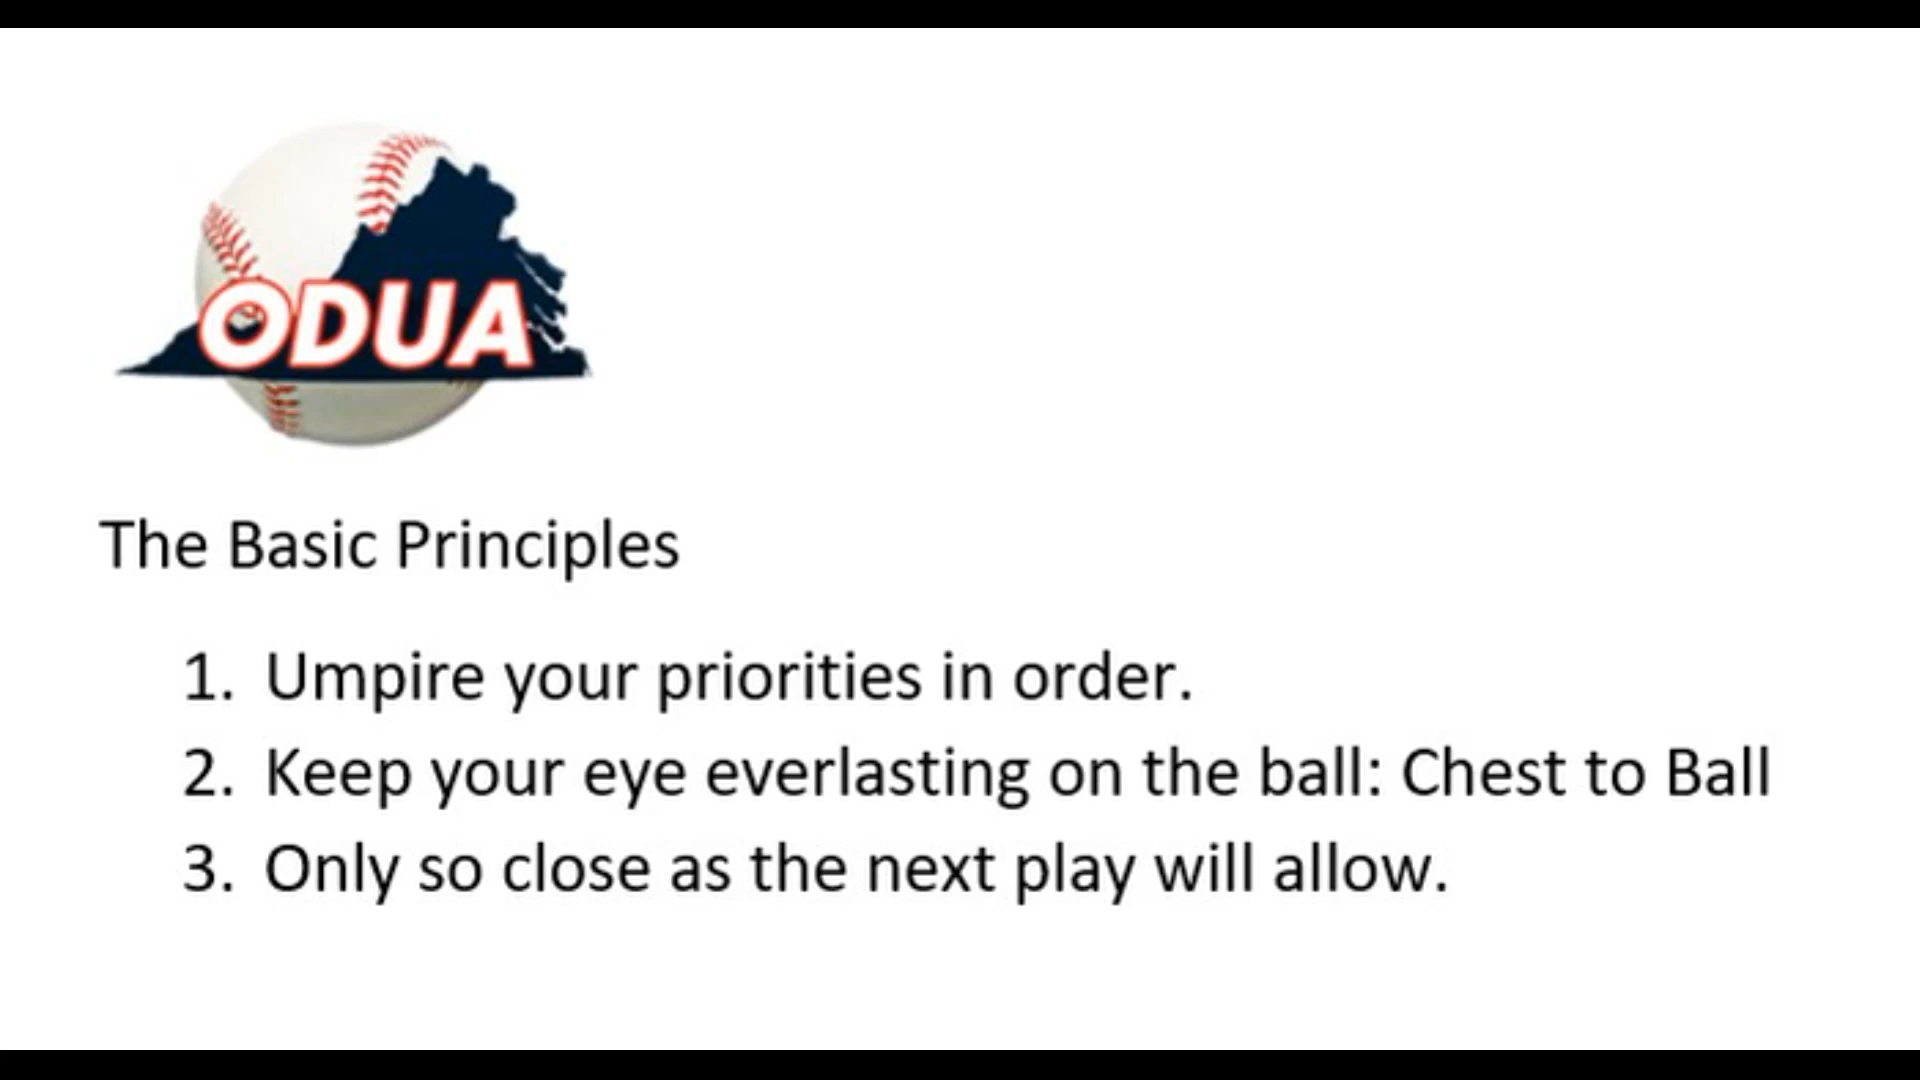 ODUA
The Basic Principles
1. Umpire your priorities in order.
2. Keep your eye everlasting on the ball: Chest to Ball
3. Only so close as the next play will allow.